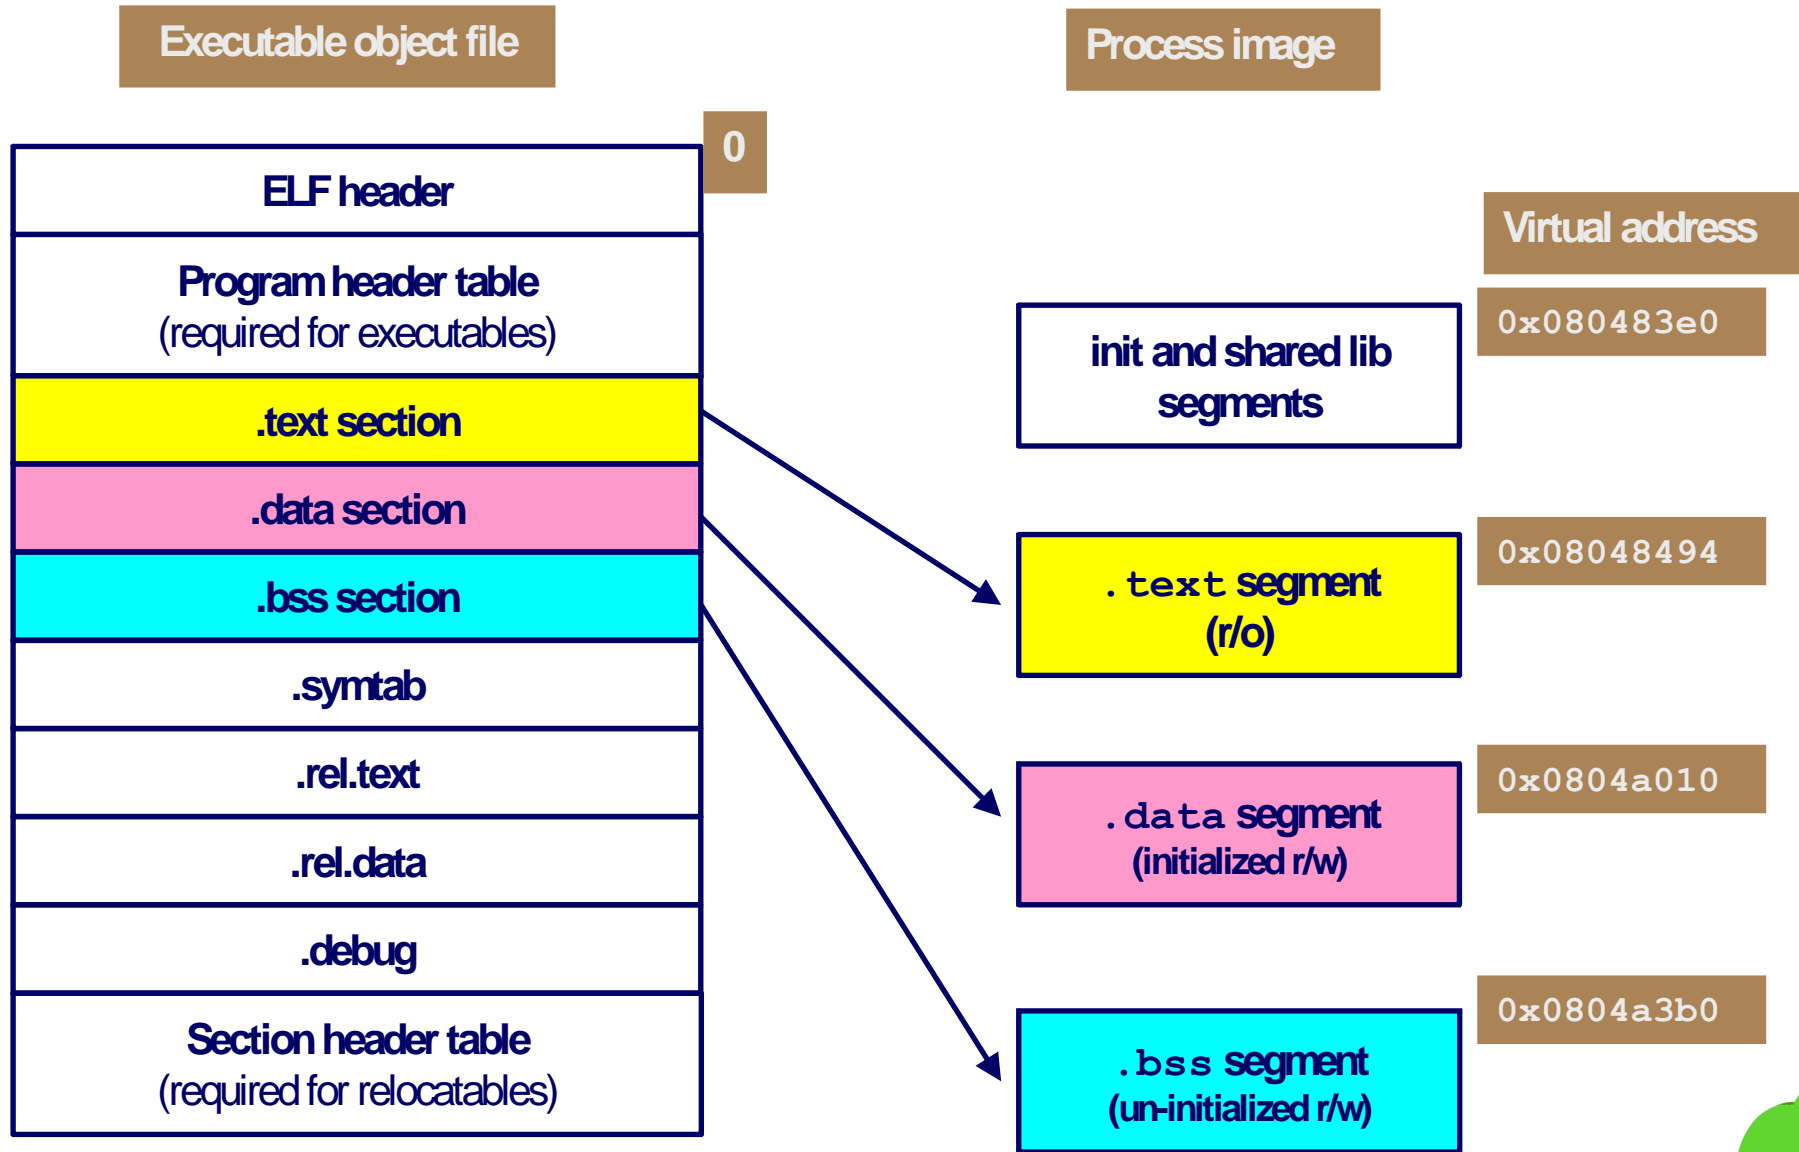 Executable object file
Process image
0
ELF header
Program header table
(required for executables)
.text section
.data section
.bss section
.symtab
.rel.text
.rel.data
.debug
Section header table
(required for relocatables)
Virtual address
0x080483e0
init and shared lib
segments
0x08048494
.text segment
(r/o)
0x0804a010
.data segment
(initialized r/w)
0x0804a3b0
.bss segment
(un-initialized r/w)